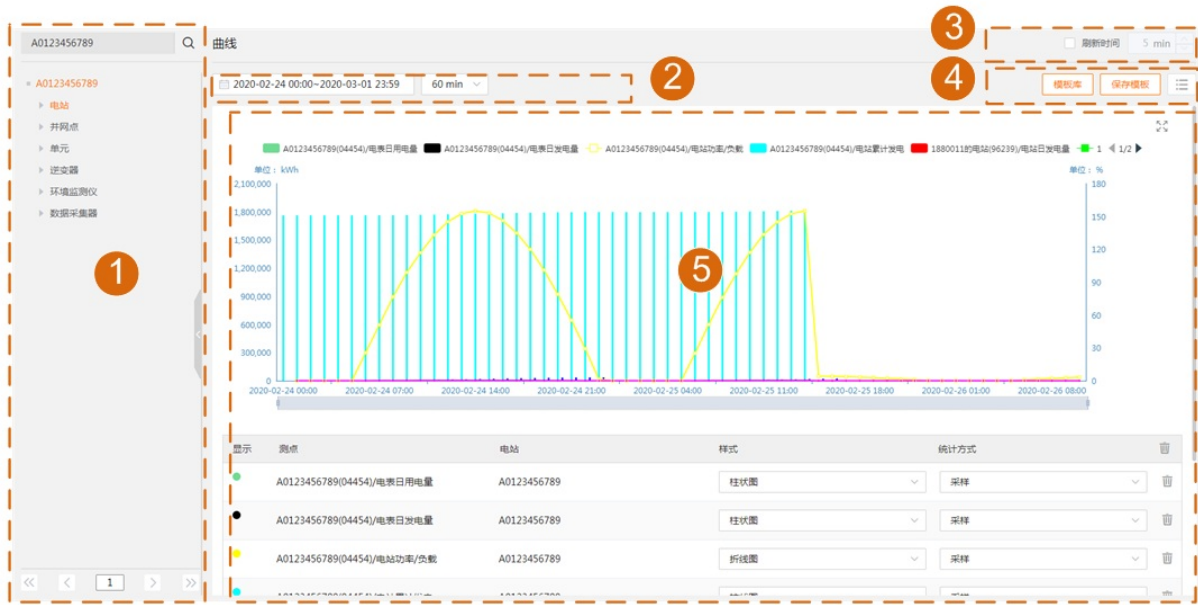 A0123456789
曲线
3
刷新时间
5 min
A0123456789
电站
并网点
单元
逆变器
环境监测仪
数据采集器
1
1
2020-02-24 00:00~2020-03-01 23:59
60 min
2
4
模板库
保存模板
A0123456789(04454)/电表日用电量
A0123456789(04454)/电表日发电量
A0123456789(04454)/电站功率/负载
A0123456789(04454)/电站累计发电
1880011的电站(96239)/电站日发电量
1
1/2
单位： kWh
单位： %
2,100,000
1,800,000
1,500,000
1,200,000
900,000
600,000
300,000
0
180
150
120
90
60
30
0
5
2020-02-24 00:00
2020-02-24 07:00
2020-02-24 14:00
2020-02-24 21:00
2020-02-25 04:00
2020-02-25 11:00
2020-02-25 18:00
2020-02-26 01:00
2020-02-26 08:00
显示 测点 电站 样式 统计方式
A0123456789(04454)/电表日用电量 A0123456789 柱状图 采样
A0123456789(04454)/电表日发电量 A0123456789 柱状图 采样
A0123456789(04454)/电站功率/负载 A0123456789 折线图 采样